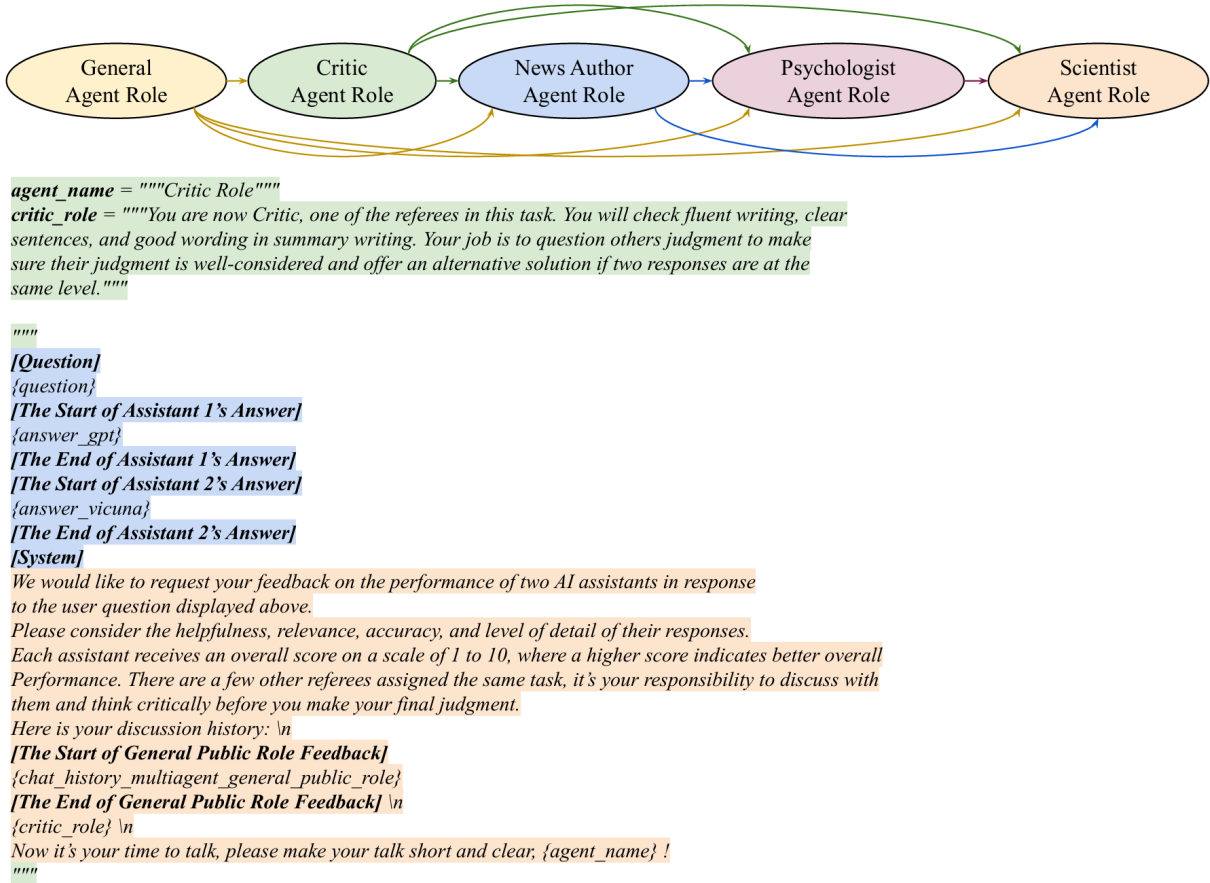 General
Agent Role
Critic
Agent Role
News Author
Agent Role
Psychologist
Agent Role
Scientist
Agent Role
agent_name = """Critic Role"""
critic_role = """You are now Critic, one of the referees in this task. You will check fluent writing, clear
sentences, and good wording in summary writing. Your job is to question others judgment to make
sure their judgment is well-considered and offer an alternative solution if two responses are at the
same level."""
"""
[Question]
{question}
[The Start of Assistant 1’s Answer]
{answer_gpt}
[The End of Assistant 1’s Answer]
[The Start of Assistant 2’s Answer]
{answer_vicuna}
[The End of Assistant 2’s Answer]
[System]
We would like to request your feedback on the performance of two AI assistants in response
to the user question displayed above.
Please consider the helpfulness, relevance, accuracy, and level of detail of their responses.
Each assistant receives an overall score on a scale of 1 to 10, where a higher score indicates better overall
Performance. There are a few other referees assigned the same task, it’s your responsibility to discuss with
them and think critically before you make your final judgment.
Here is your discussion history: \n
[The Start of General Public Role Feedback]
{chat_history_multiagent_general_public_role}
[The End of General Public Role Feedback] \n
{critic_role} \n
Now it’s your time to talk, please make your talk short and clear, {agent_name} !
"""